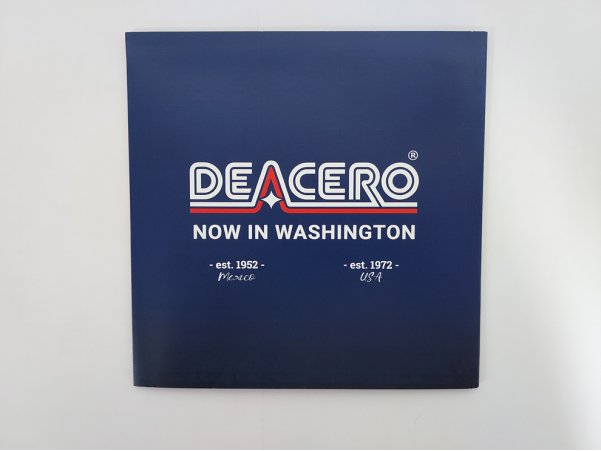 DEACERO®
NOW IN WASHINGTON
- est. 1952 - - est. 1972 -
Mexico USA